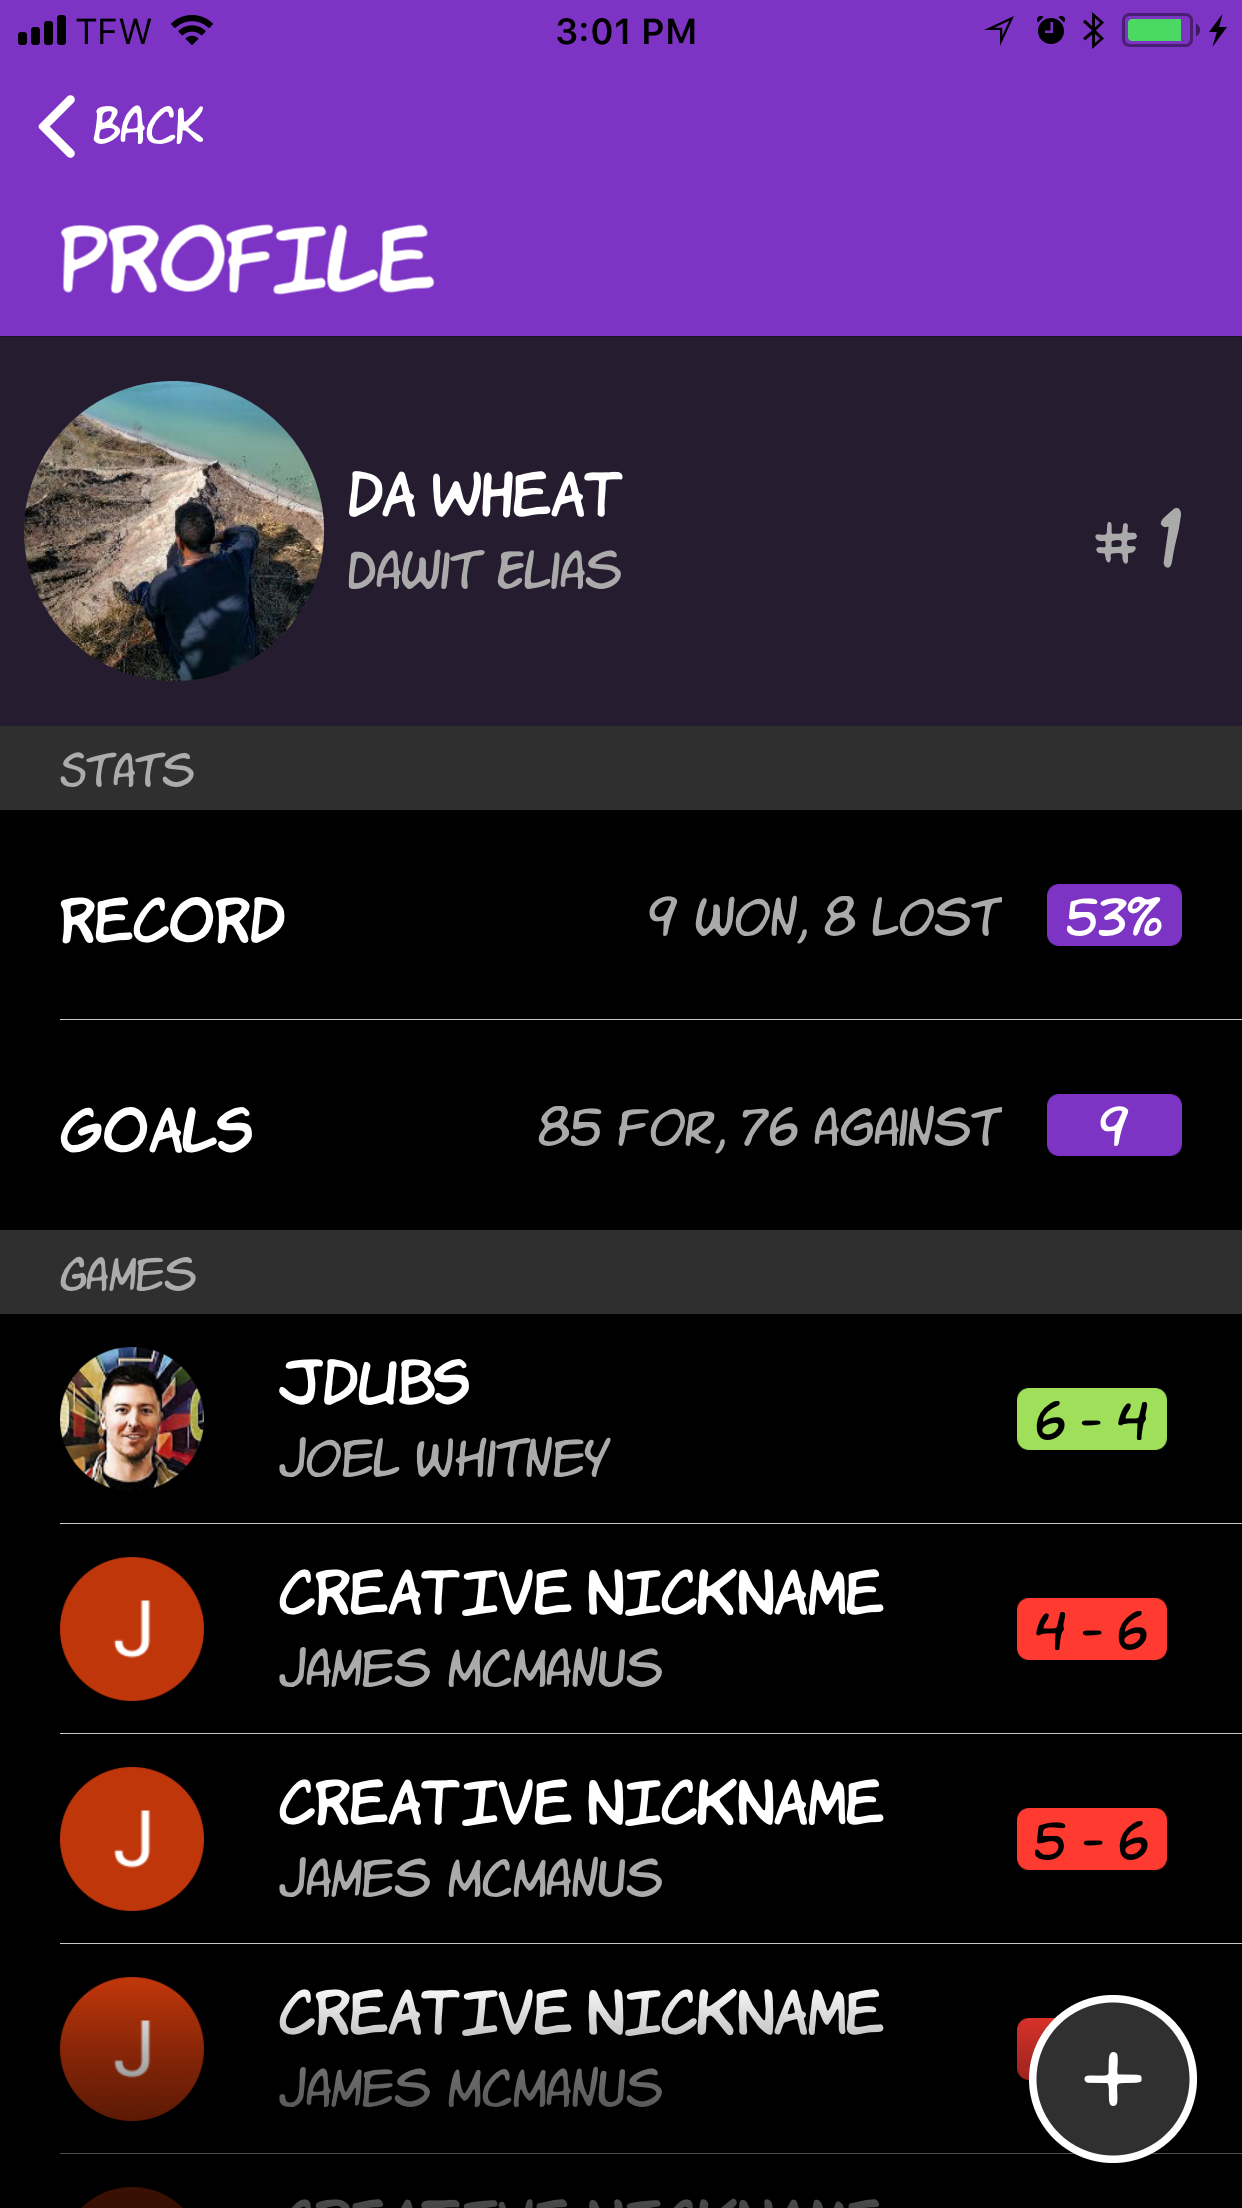 TFW 3:01 PM
BACK
PROFILE
DA WHEAT
DAWIT ELIAS
# 1
STATS
RECORD 9 WON, 8 LOST 53%
GOALS 85 FOR, 76 AGAINST 9
GAMES
JDUBS
JOEL WHITNEY
6 - 4
J
CREATIVE NICKNAME
JAMES MCMANUS
4 - 6
J
CREATIVE NICKNAME
JAMES MCMANUS
5 - 6
J
CREATIVE NICKNAME
JAMES MCMANUS
+
CREATIVE NICKNAME